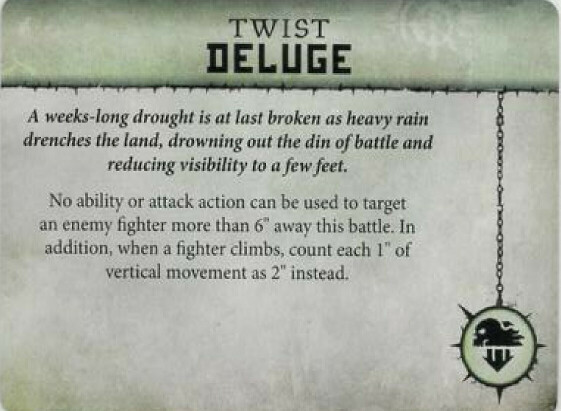 TWIST
DELUGE
A weeks-long drought is at last broken as heavy rain
drenches the land, drowning out the din of battle and
reducing visibility to a few feet.
No ability or attack action can be used to target
an enemy fighter more than 6" away this battle. In
addition, when a fighter climbs, count each 1" of
vertical movement as 2" instead.